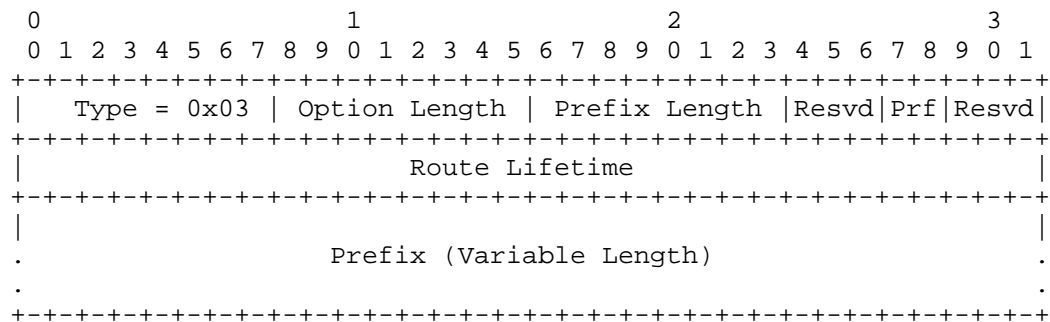 0                   1                   2                   3
 0 1 2 3 4 5 6 7 8 9 0 1 2 3 4 5 6 7 8 9 0 1 2 3 4 5 6 7 8 9 0 1
+-+-+-+-+-+-+-+-+-+-+-+-+-+-+-+-+-+-+-+-+-+-+-+-+-+-+-+-+-+-+-+-+
|   Type = 0x03 | Option Length | Prefix Length |Resvd|Prf|Resvd|
+-+-+-+-+-+-+-+-+-+-+-+-+-+-+-+-+-+-+-+-+-+-+-+-+-+-+-+-+-+-+-+-+
|                        Route Lifetime                         |
+-+-+-+-+-+-+-+-+-+-+-+-+-+-+-+-+-+-+-+-+-+-+-+-+-+-+-+-+-+-+-+-+
|                                                               |
.                   Prefix (Variable Length)                    .
.                                                               .
+-+-+-+-+-+-+-+-+-+-+-+-+-+-+-+-+-+-+-+-+-+-+-+-+-+-+-+-+-+-+-+-+